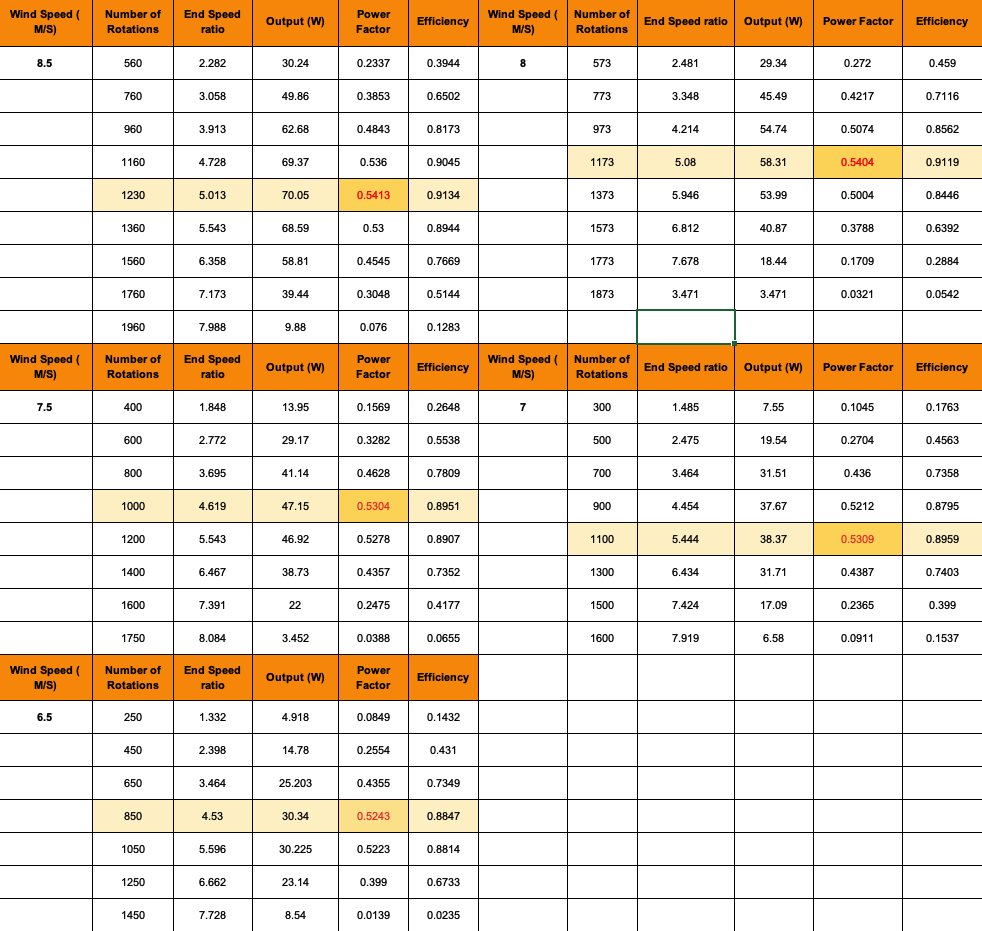 Wind Speed ( M/S) Number of Rotations End Speed ratio Output (W) Power Factor Efficiency Wind Speed ( M/S) Number of Rotations End Speed ratio Output (W) Power Factor Efficiency
8.5 560 2.282 30.24 0.2337 0.3944 8 573 2.481 29.34 0.272 0.459
760 3.058 49.86 0.3853 0.6502 773 3.348 45.49 0.4217 0.7116
960 3.913 62.68 0.4843 0.8173 973 4.214 54.74 0.5074 0.8562
1160 4.728 69.37 0.536 0.9045 1173 5.08 58.31 0.5404 0.9119
1230 5.013 70.05 0.5413 0.9134 1373 5.946 53.99 0.5004 0.8446
1360 5.543 68.59 0.53 0.8944 1573 6.812 40.87 0.3788 0.6392
1560 6.358 58.81 0.4545 0.7669 1773 7.678 18.44 0.1709 0.2884
1760 7.173 39.44 0.3048 0.5144 1873 3.471 3.471 0.0321 0.0542
1960 7.988 9.88 0.076 0.1283
Wind Speed ( M/S) Number of Rotations End Speed ratio Output (W) Power Factor Efficiency Wind Speed ( M/S) Number of Rotations End Speed ratio Output (W) Power Factor Efficiency
7.5 400 1.848 13.95 0.1569 0.2648 7 300 1.485 7.55 0.1045 0.1763
600 2.772 29.17 0.3282 0.5538 500 2.475 19.54 0.2704 0.4563
800 3.695 41.14 0.4628 0.7809 700 3.464 31.51 0.436 0.7358
1000 4.619 47.15 0.5304 0.8951 900 4.454 37.67 0.5212 0.8795
1200 5.543 46.92 0.5278 0.8907 1100 5.444 38.37 0.5309 0.8959
1400 6.467 38.73 0.4357 0.7352 1300 6.434 31.71 0.4387 0.7403
1600 7.391 22 0.2475 0.4177 1500 7.424 17.09 0.2365 0.399
1750 8.084 3.452 0.0388 0.0655 1600 7.919 6.58 0.0911 0.1537
Wind Speed ( M/S) Number of Rotations End Speed ratio Output (W) Power Factor Efficiency
6.5 250 1.332 4.918 0.0849 0.1432
450 2.398 14.78 0.2554 0.431
650 3.464 25.203 0.4355 0.7349
850 4.53 30.34 0.5243 0.8847
1050 5.596 30.225 0.5223 0.8814
1250 6.662 23.14 0.399 0.6733
1450 7.728 8.54 0.0139 0.0235